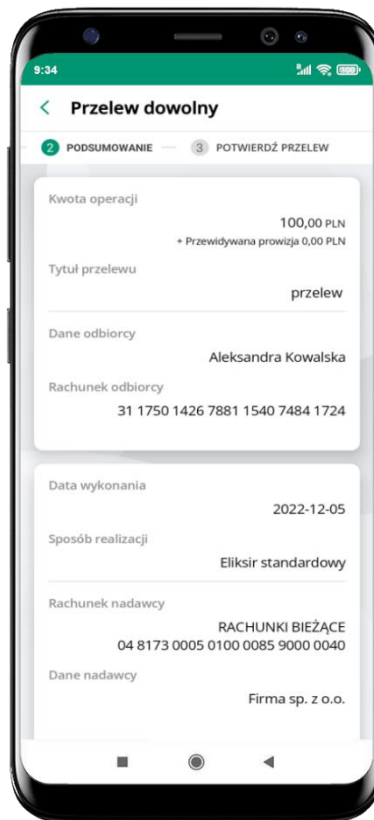 9:34
Przelew dowolny
2 PODSUMOWANIE 3 POTWIERDŹ PRZELEW
Kwota operacji
100,00 PLN
+ Przewidywana prowizja 0,00 PLN
Tytuł przelewu
przelew
Dane odbiorcy
Aleksandra Kowalska
Rachunek odbiorcy
31 1750 1426 7881 1540 7484 1724
Data wykonania
2022-12-05
Sposób realizacji
Eliksir standardowy
Rachunek nadawcy
RACHUNKI BIEŻĄCE
04 8173 0005 0100 0085 9000 0040
Dane nadawcy
Firma sp. z o.o.